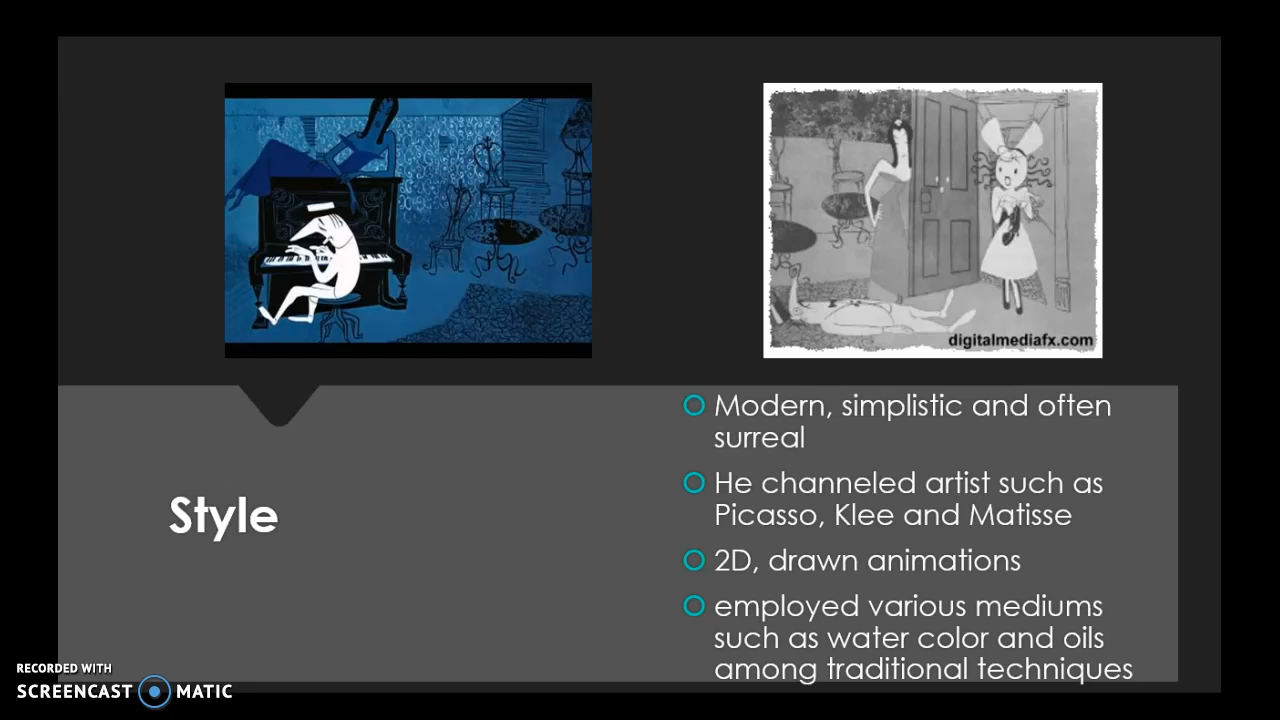 digitalmediafx.com
Modern, simplistic and often
surreal
He channeled artist such as
Picasso, Klee and Matisse
Style
2D, drawn animations
employed various mediums
such as water color and oils
among traditional techniques
RECORDED WITH
SCREENCAST MATIC